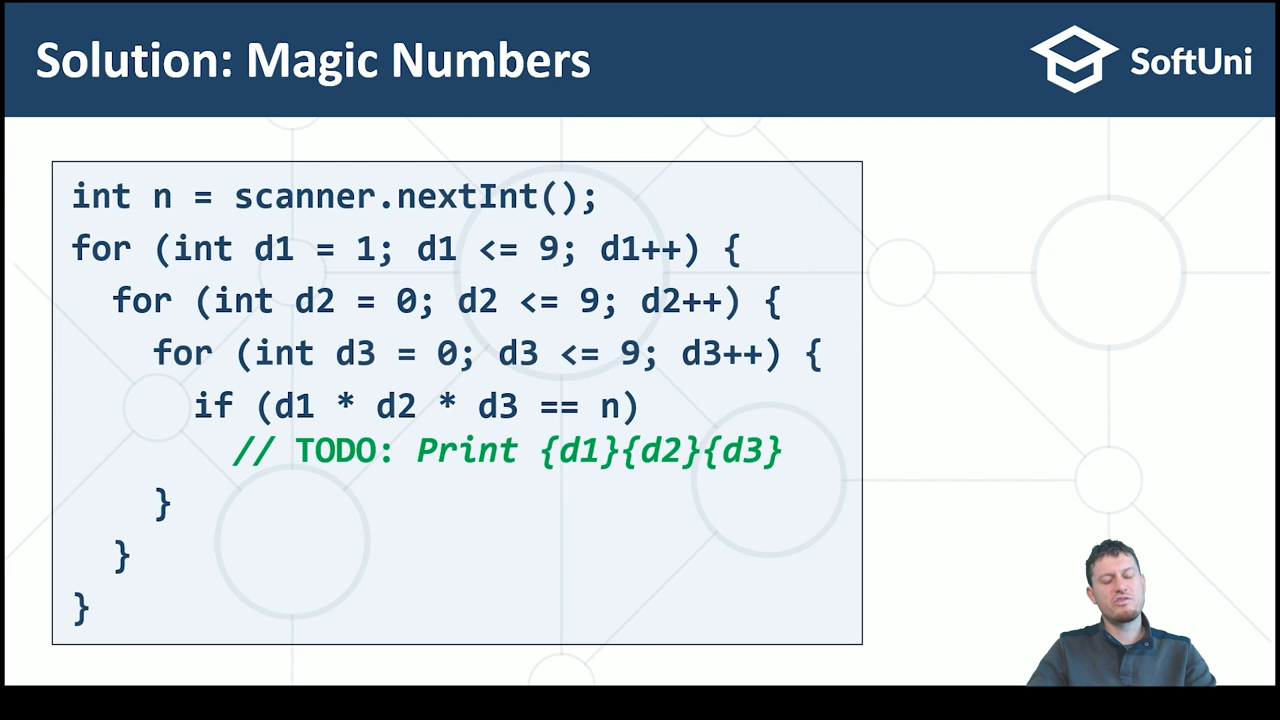 Solution: Magic Numbers
SoftUni
int n = scanner.nextInt();
for (int d1 = 1; d1 <= 9; d1++) {
for (int d2 = 0; d2 <= 9; d2++) {
for (int d3 = 0; d3 <= 9; d3++) {
if (d1 * d2 * d3 == n)
// TODO: Print {d1}{d2}{d3}
}
}
}